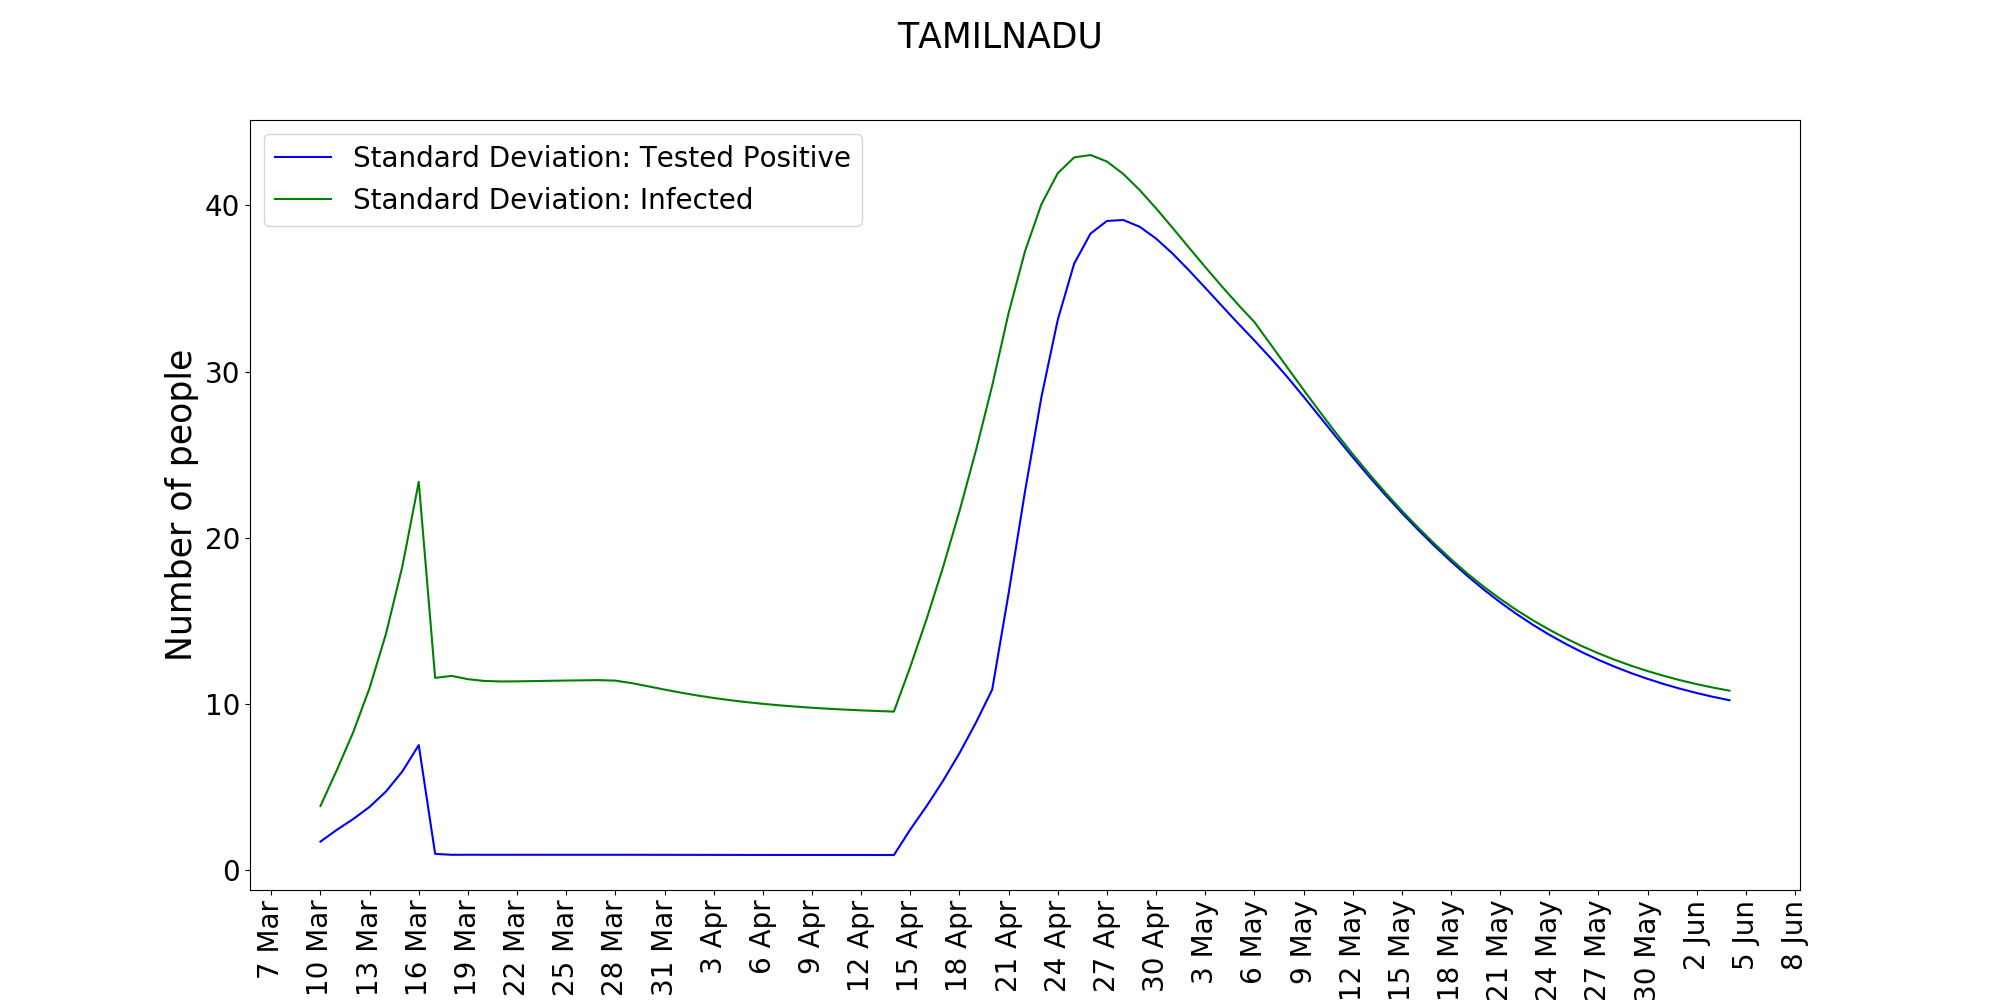 TAMILNADU
Standard Deviation: Tested Positive
Standard Deviation: Infected
Number of people
40
30
20
10
0
7 Mar
10 Mar
13 Mar
16 Mar
19 Mar
22 Mar
25 Mar
28 Mar
31 Mar
3 Apr
6 Apr
9 Apr
12 Apr
15 Apr
18 Apr
21 Apr
24 Apr
27 Apr
30 Apr
3 May
6 May
9 May
12 May
15 May
18 May
21 May
24 May
27 May
30 May
2 Jun
5 Jun
8 Jun